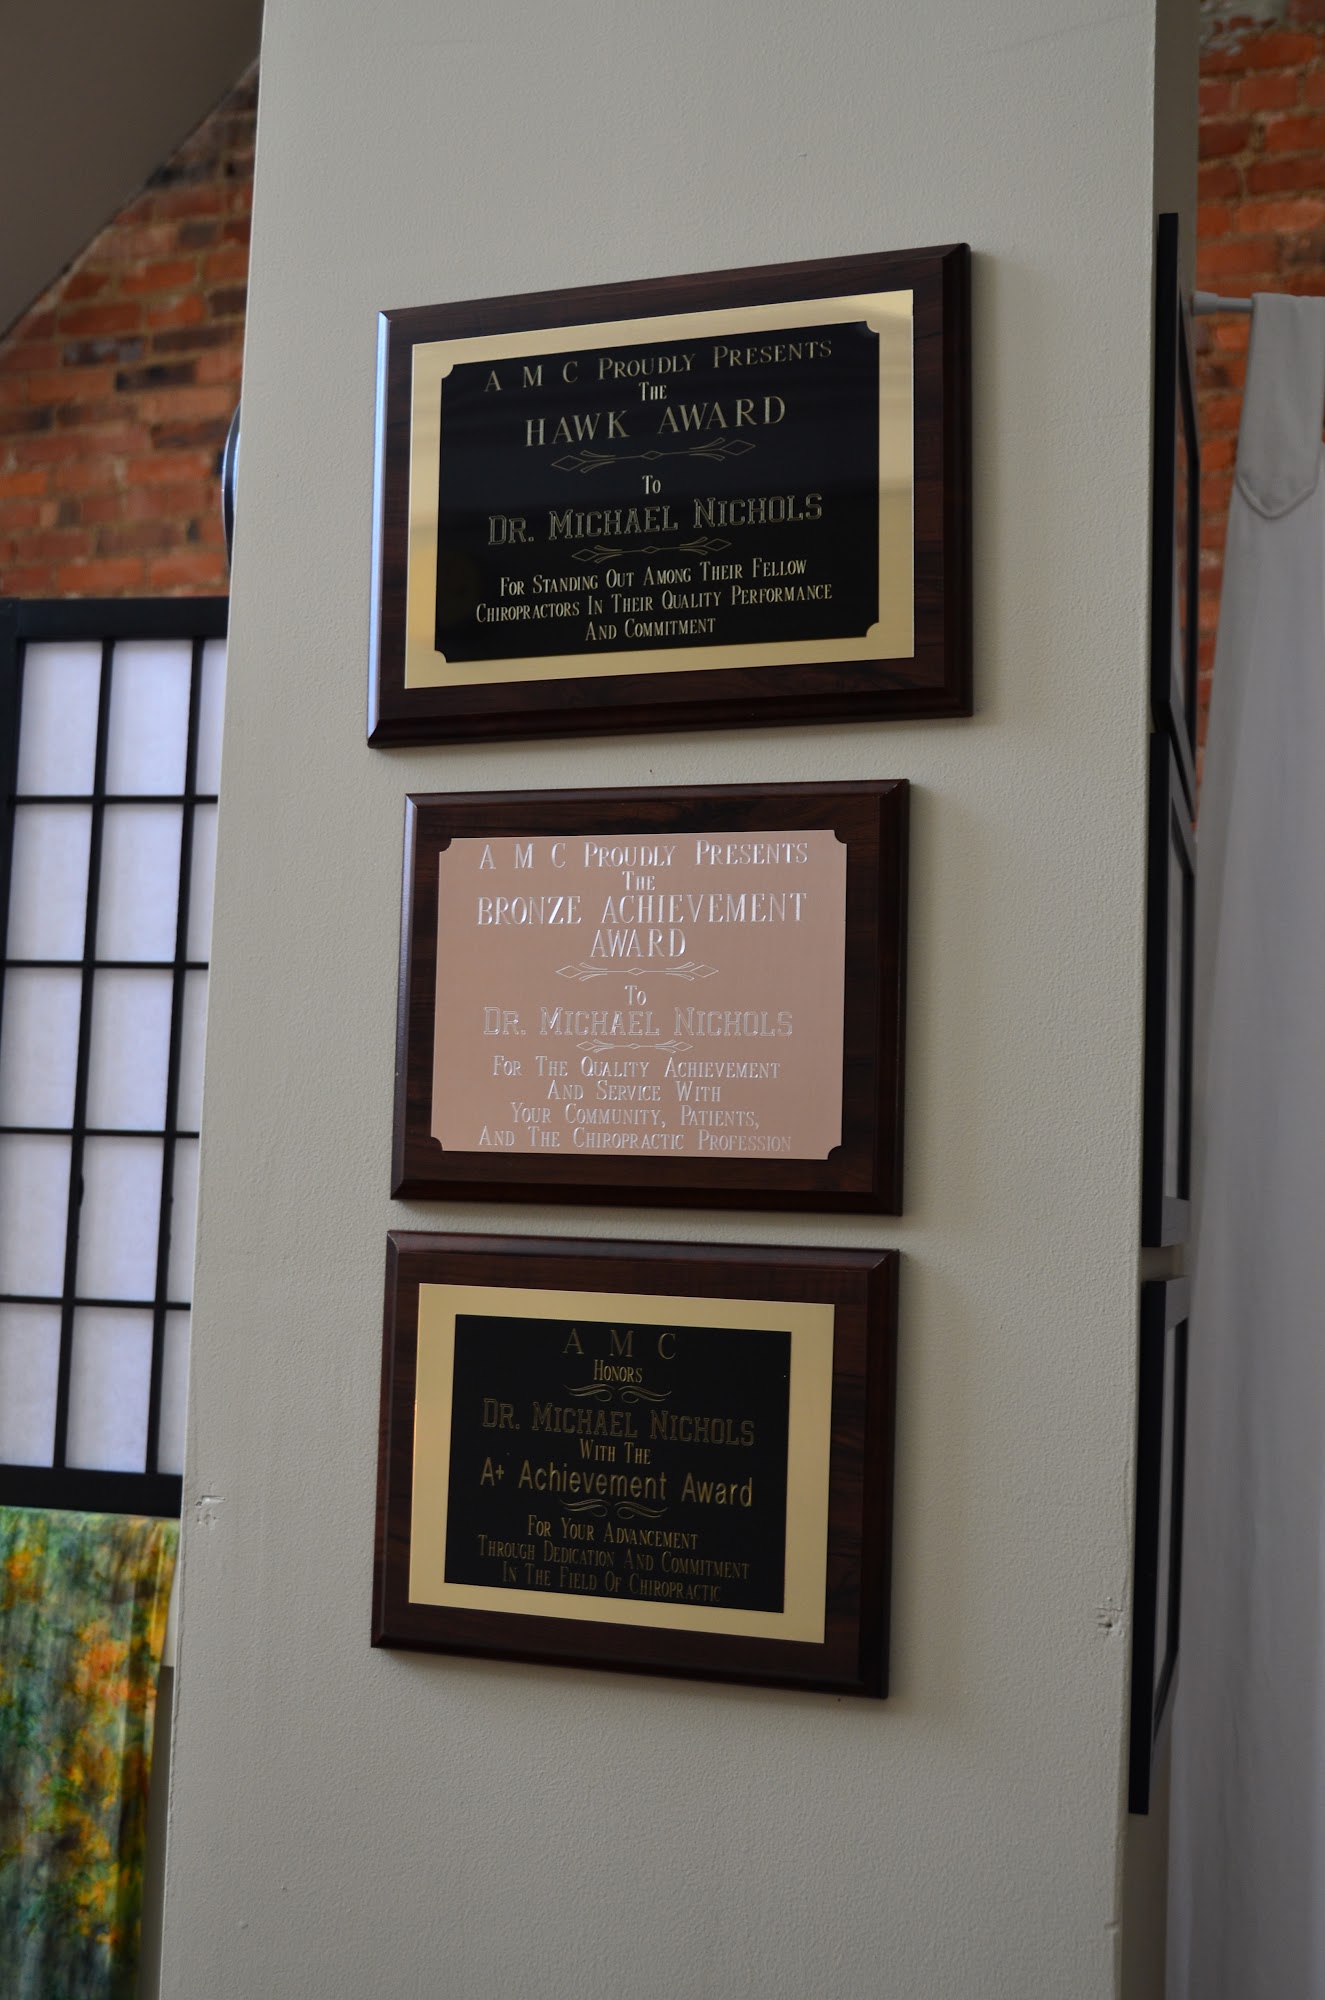 A M C PROUDLY PRESENTS
THE
HAWK AWARD
TO
DR. MICHAEL NICHOLS
FOR STANDING OUT AMONG THEIR FELLOW
CHIROPRACTORS IN THEIR QUALITY PERFORMANCE
AND COMMITMENT
A M C PROUDLY PRESENTS
THE
BRONZE ACHIEVEMENT
AWARD
TO
DR. MICHAEL NICHOLS
FOR THE QUALITY ACHIEVEMENT
AND SERVICE WITH
YOUR COMMUNITY, PATIENTS,
AND THE CHIROPRACTIC PROFESSION
A M C
HONORS
DR. MICHAEL NICHOLS
WITH THE
A+ Achievement Award
FOR YOUR ADVANCEMENT
THROUGH DEDICATION AND COMMITMENT
IN THE FIELD OF CHIROPRACTIC